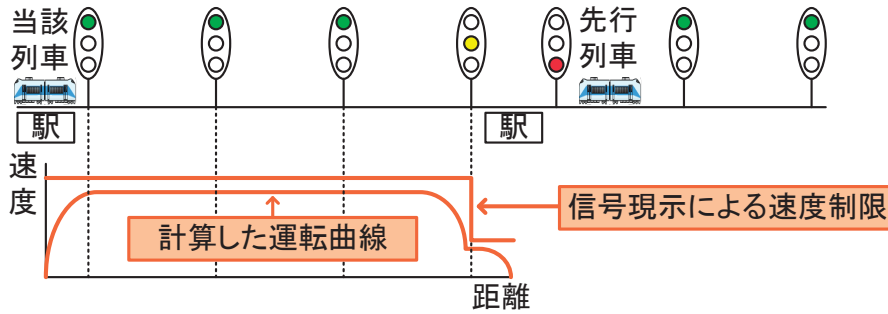 当該
列車
先行
列車
駅
駅
速
度
信号現示による速度制限
計算した運転曲線
距離